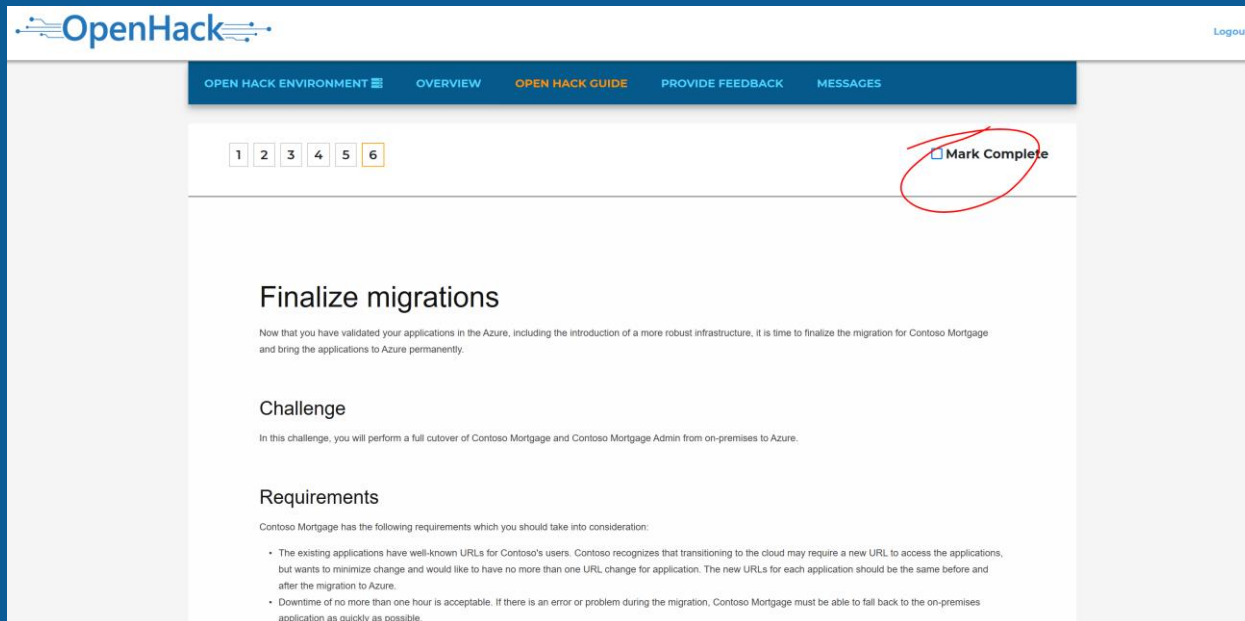 OpenHack
Logou
OPEN HACK ENVIRONMENT OVERVIEW OPEN HACK GUIDE PROVIDE FEEDBACK MESSAGES
1 2 3 4 5 6
Mark Complete
Finalize migrations
Now that you have validated your applications in the Azure, including the introduction of a more robust infrastructure, it is time to finalize the migration for Contoso Mortgage
and bring the applications to Azure permanently.
Challenge
In this challenge, you will perform a full cutover of Contoso Mortgage and Contoso Mortgage Admin from on-premises to Azure.
Requirements
Contoso Mortgage has the following requirements which you should take into consideration:
• The existing applications have well-known URLs for Contoso's users. Contoso recognizes that transitioning to the cloud may require a new URL to access the applications,
but wants to minimize change and would like to have no more than one URL change for application. The new URLs for each application should be the same before and
after the migration to Azure.
• Downtime of no more than one hour is acceptable. If there is an error or problem during the migration, Contoso Mortgage must be able to fall back to the on-premises
application as quickly as possible.